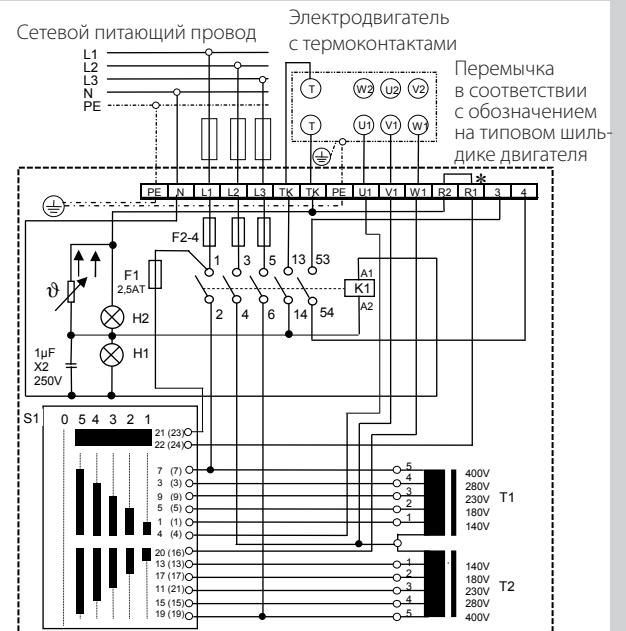 Сетевой питающий провод
Электродвигатель
с термоконтактами
L1
L2
L3
N
PE
T W2 U2 V2
T U1 V1 W1
Перемычка
в соответствии
с обозначением
на типовом шиль-
дике двигателя
PE N L1 L2 L3 TK TK PE U1 V1 W1 R2 R1 3 4
*
F2-4
F1
2,5AT
1 3 5 13 53
2 4 6 14 54
A1
K1
A2
ϑ
H2
H1
1µF
X2
250V
S1 0 5 4 3 2 1
21 (23)
22 (24)
7 (7)
3 (3)
9 (9)
5 (5)
1 (1)
4 (4)
20 (16)
13 (13)
17 (17)
11 (21)
15 (15)
19 (19)
5 400V
4 280V
3 230V
2 180V
1 140V
T1
1 140V
2 180V
3 230V
4 280V
5 400V
T2